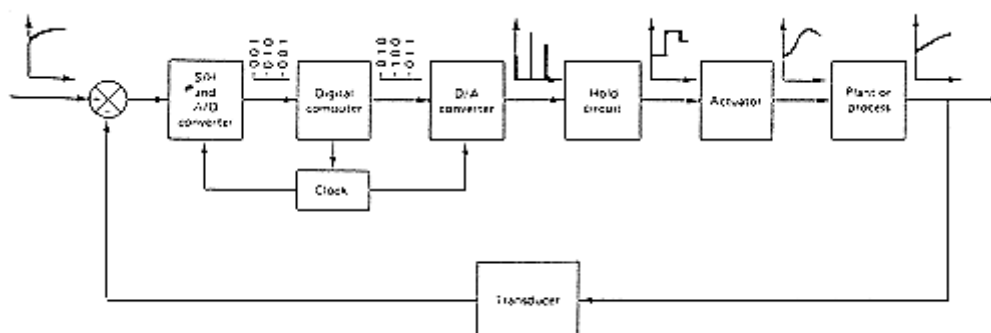 S/H
and
A/D
converter
Digital
computer
D/A
converter
Hold
circuit
Actuator
Plant or
process
Clock
Transducer